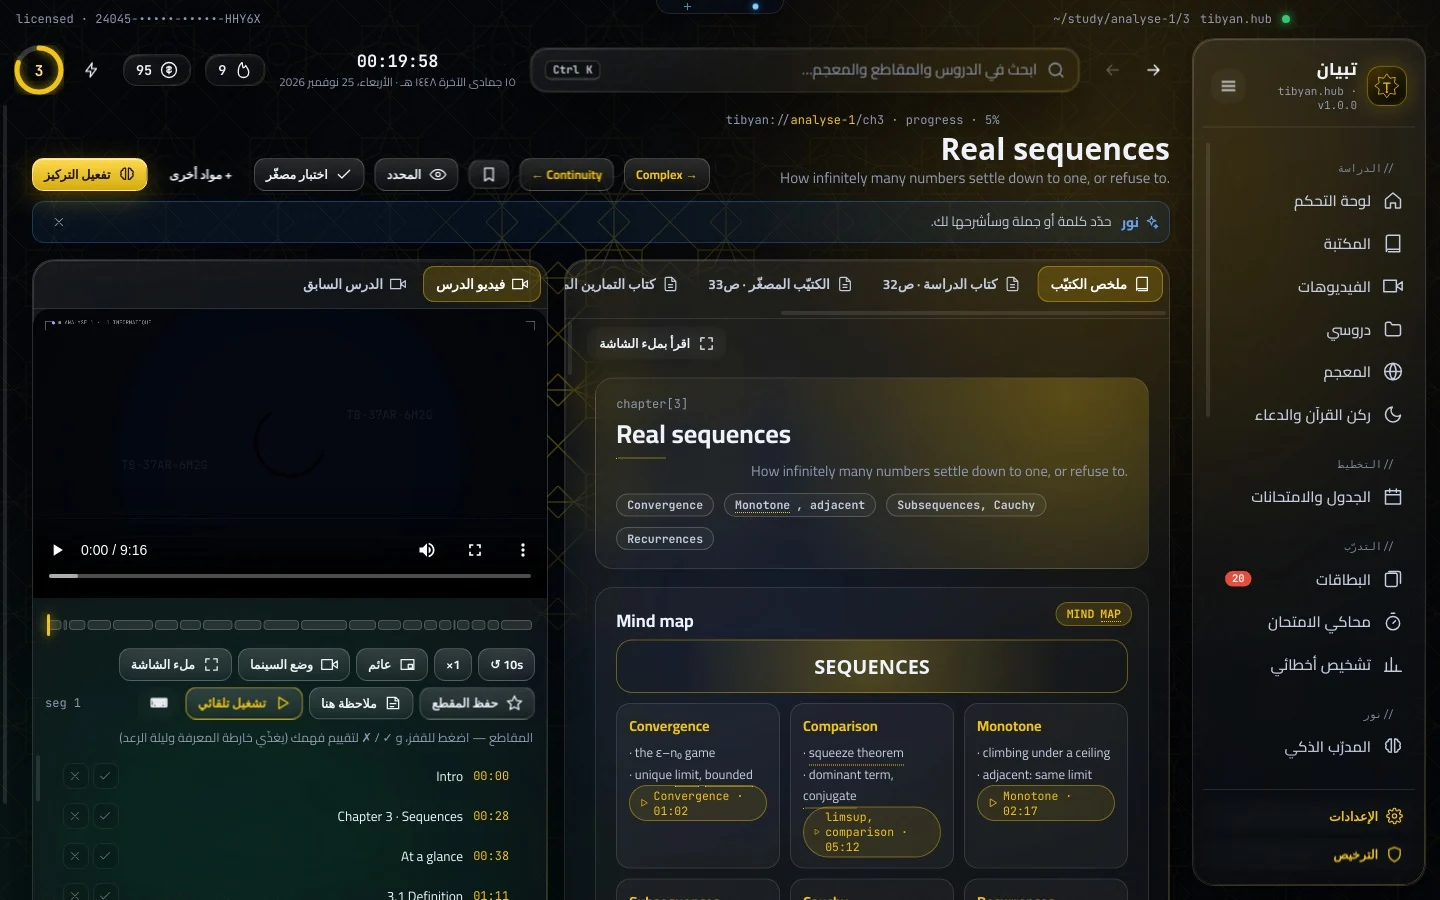 licensed · 24045-•••••-•••••-HHY6X
~/study/analyse-1/3 tibyan.hub
3
95
9
00:19:58
١٥ جمادى الآخرة ١٤٤٨ هـ · الأربعاء، 25 نوفمبر 2026
Ctrl K
ابحث في الدروس والمقاطع والمعجم...
تبيان
tibyan.hub ·
v1.0.0
tibyan://analyse-1/ch3 · progress · 5%
Real sequences
How infinitely many numbers settle down to one, or refuse to.
Complex →
← Continuity
المحدد
اختبار مصغّر
+ مواد أخرى
تفعيل التركيز
نور حدّد كلمة أو جملة وسأشرحها لك.
// الدراسة
لوحة التحكم
المكتبة
الفيديوهات
دروسي
المعجم
ركن القرآن والدعاء
// التخطيط
الجدول والامتحانات
// التدرّب
البطاقات
20
محاكي الامتحان
تشخيص أخطائي
// نور
المدرّب الذكي
الإعدادات
الترخيص
ملخص الكتيّب
كتاب الدراسة · ص32
الكتيّب المصغّر · ص33
كتاب التمارين الم
اقرأ بملء الشاشة
chapter[3]
Real sequences
How infinitely many numbers settle down to one, or refuse to.
Convergence
Monotone , adjacent
Subsequences, Cauchy
Recurrences
Mind map
MIND MAP
SEQUENCES
Convergence
· the ε–n₀ game
· unique limit, bounded
Convergence ·
01:02
Comparison
· squeeze theorem
· dominant term,
conjugate
limsup,
comparison ·
05:12
Monotone
· climbing under a ceiling
· adjacent: same limit
Monotone ·
02:17
فيديو الدرس
الدرس السابق
TB-37AR-6M2G
TB-37AR-6M2G
0:00 / 9:16
↺ 10s
×1
عائم
وضع السينما
ملء الشاشة
حفظ المقطع
ملاحظة هنا
تشغيل تلقائي
seg 1
المقاطع — اضغط للقفز، و ✓ / ✗ لتقييم فهمك (يغذّي خارطة المعرفة وليلة الرعد)
Intro 00:00
Chapter 3 · Sequences 00:28
At a glance 00:38
3.1 Definition 01:11